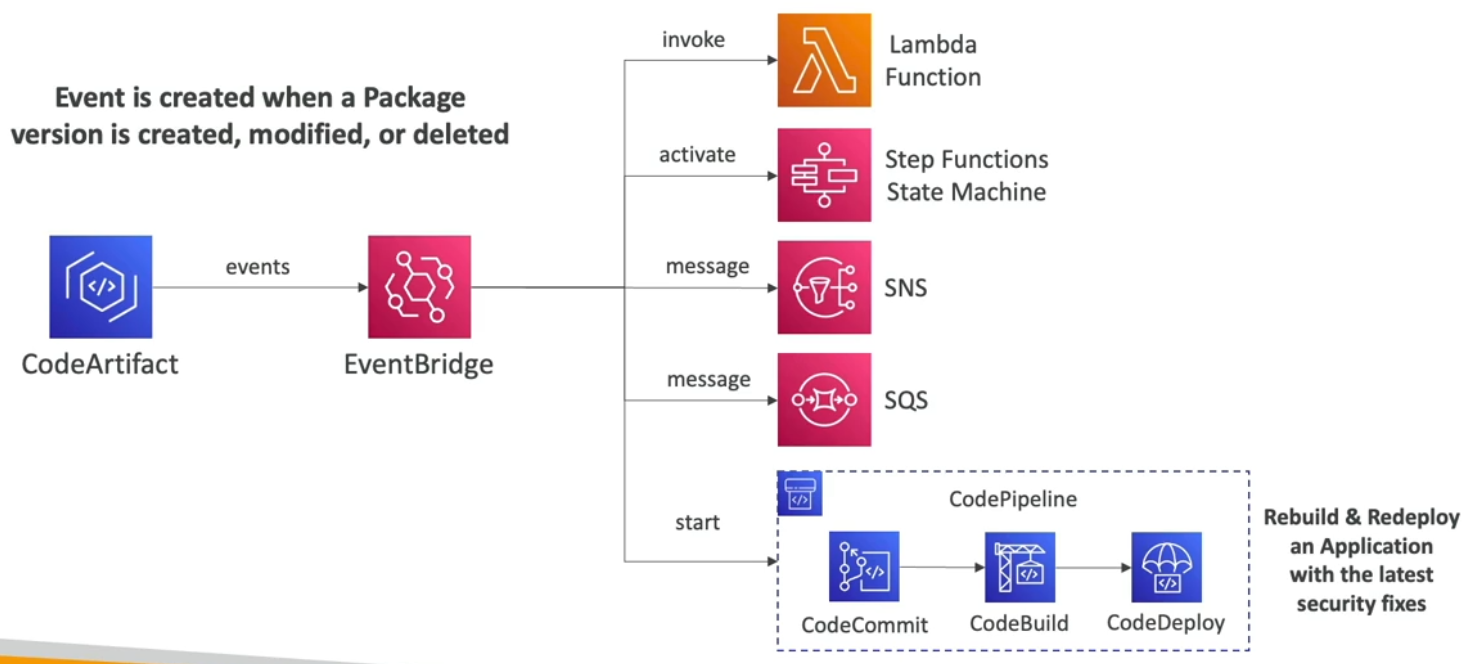 Event is created when a Package
version is created, modified, or deleted
CodeArtifact
events
EventBridge
invoke
Lambda
Function
activate
Step Functions
State Machine
message
SNS
message
SQS
start
CodePipeline
CodeCommit
CodeBuild
CodeDeploy
Rebuild & Redeploy
an Application
with the latest
security fixes